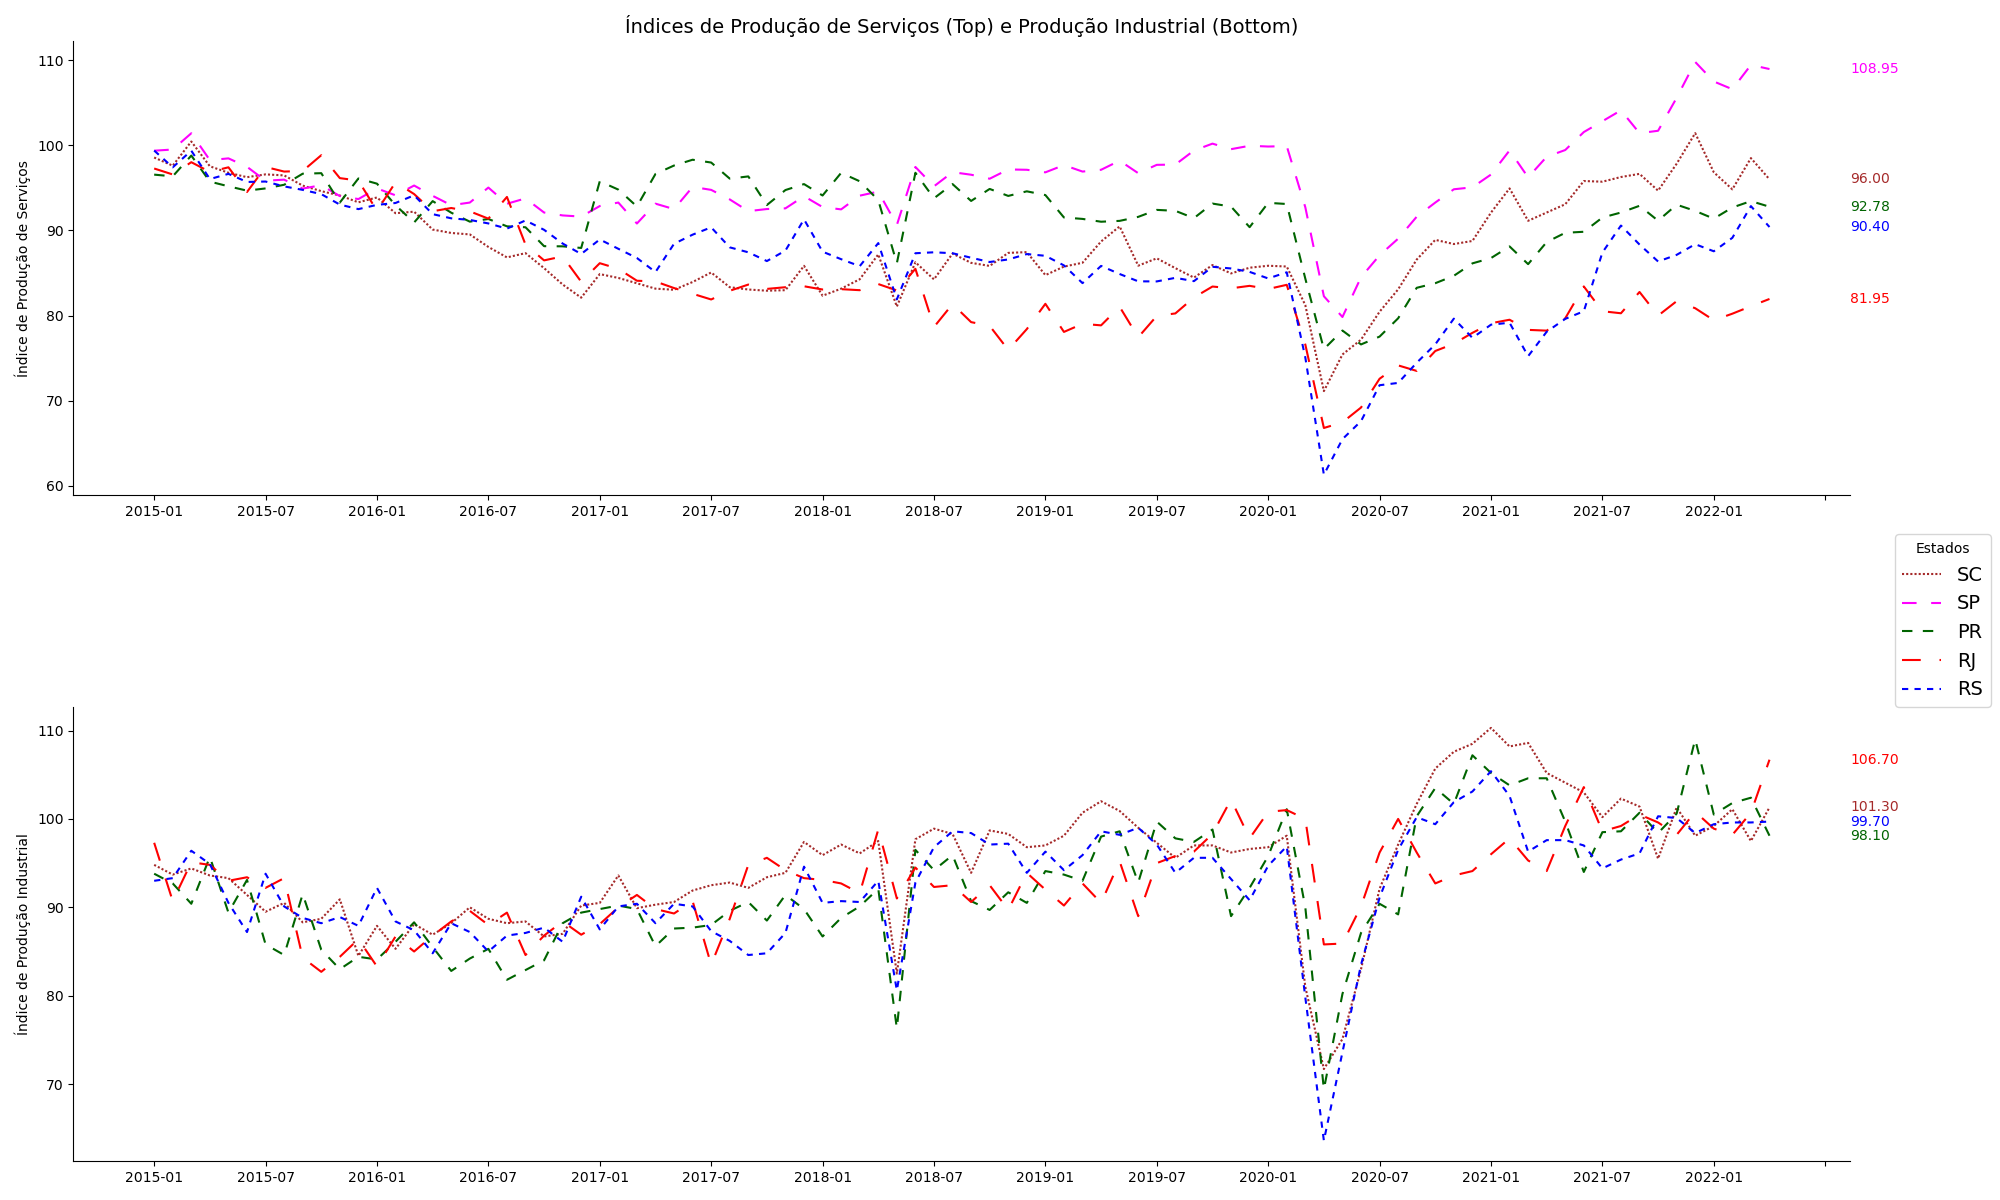 Índices de Produção de Serviços (Top) e Produção Industrial (Bottom)
Índice de Produção de Serviços
110
100
90
80
70
60
108.95
96.00
92.78
90.40
81.95
2015-01 2015-07 2016-01 2016-07 2017-01 2017-07 2018-01 2018-07 2019-01 2019-07 2020-01 2020-07 2021-01 2021-07 2022-01
Estados
SC
SP
PR
RJ
RS
Índice de Produção Industrial
110
100
90
80
70
106.70
101.30
99.70
98.10
2015-01 2015-07 2016-01 2016-07 2017-01 2017-07 2018-01 2018-07 2019-01 2019-07 2020-01 2020-07 2021-01 2021-07 2022-01